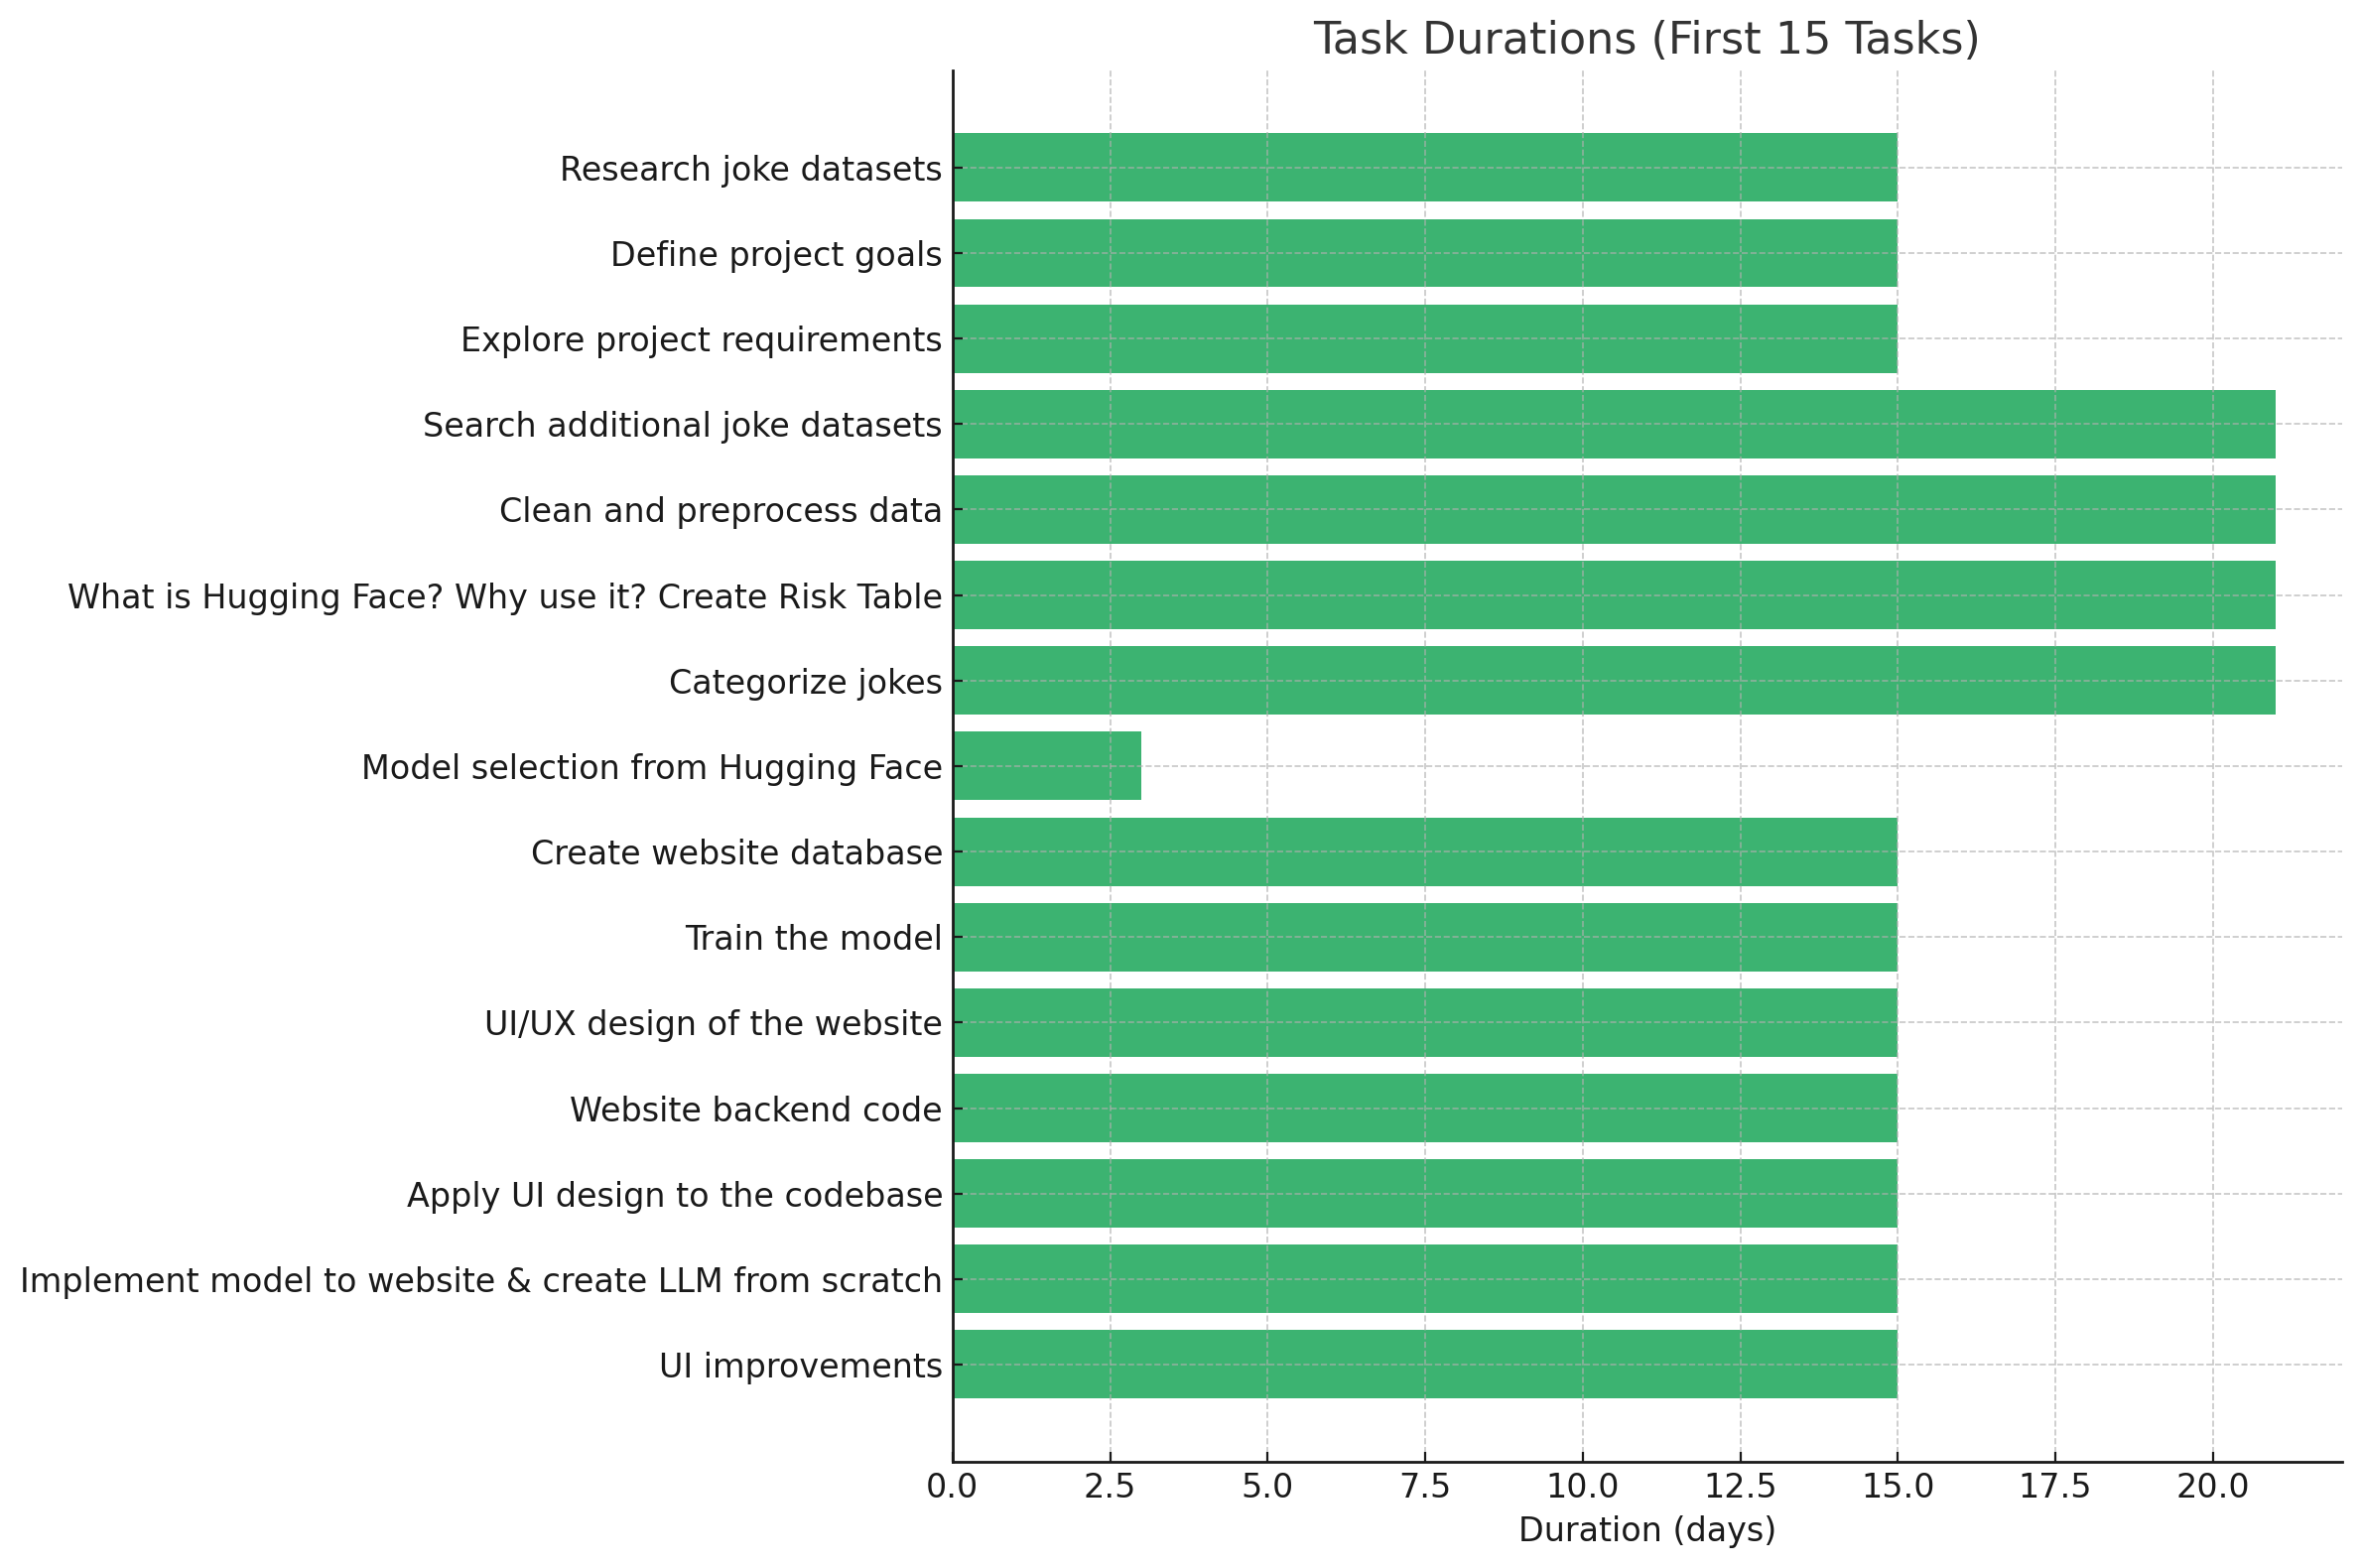 Task Durations (First 15 Tasks)
Research joke datasets
Define project goals
Explore project requirements
Search additional joke datasets
Clean and preprocess data
What is Hugging Face? Why use it? Create Risk Table
Categorize jokes
Model selection from Hugging Face
Create website database
Train the model
UI/UX design of the website
Website backend code
Apply UI design to the codebase
Implement model to website & create LLM from scratch
UI improvements
0.0 2.5 5.0 7.5 10.0 12.5 15.0 17.5 20.0
Duration (days)